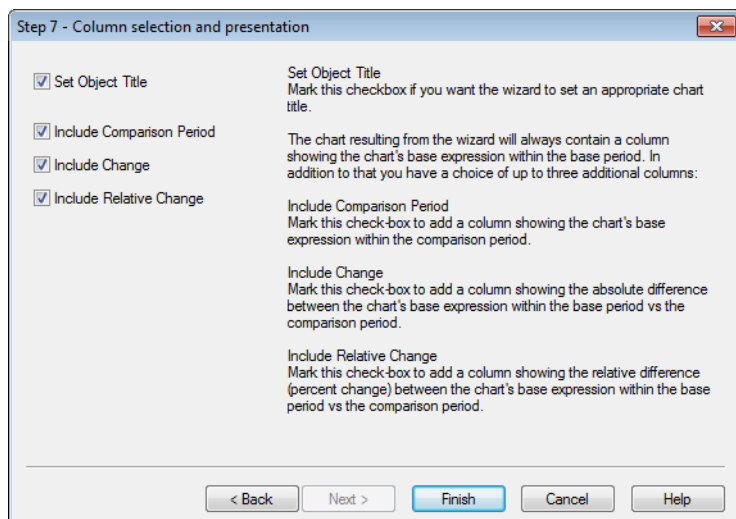 Step 7 - Column selection and presentation
Set Object Title
Include Comparison Period
Include Change
Include Relative Change
Set Object Title
Mark this checkbox if you want the wizard to set an appropriate chart
title.
The chart resulting from the wizard will always contain a column
showing the chart's base expression within the base period. In
addition to that you have a choice of up to three additional columns:
Include Comparison Period
Mark this check-box to add a column showing the chart's base
expression within the comparison period.
Include Change
Mark this check-box to add a column showing the absolute difference
between the chart's base expression within the base period vs the
comparison period.
Include Relative Change
Mark this check-box to add a column showing the relative difference
(percent change) between the chart's base expression within the base
period vs the comparison period.
< Back
Next >
Finish
Cancel
Help